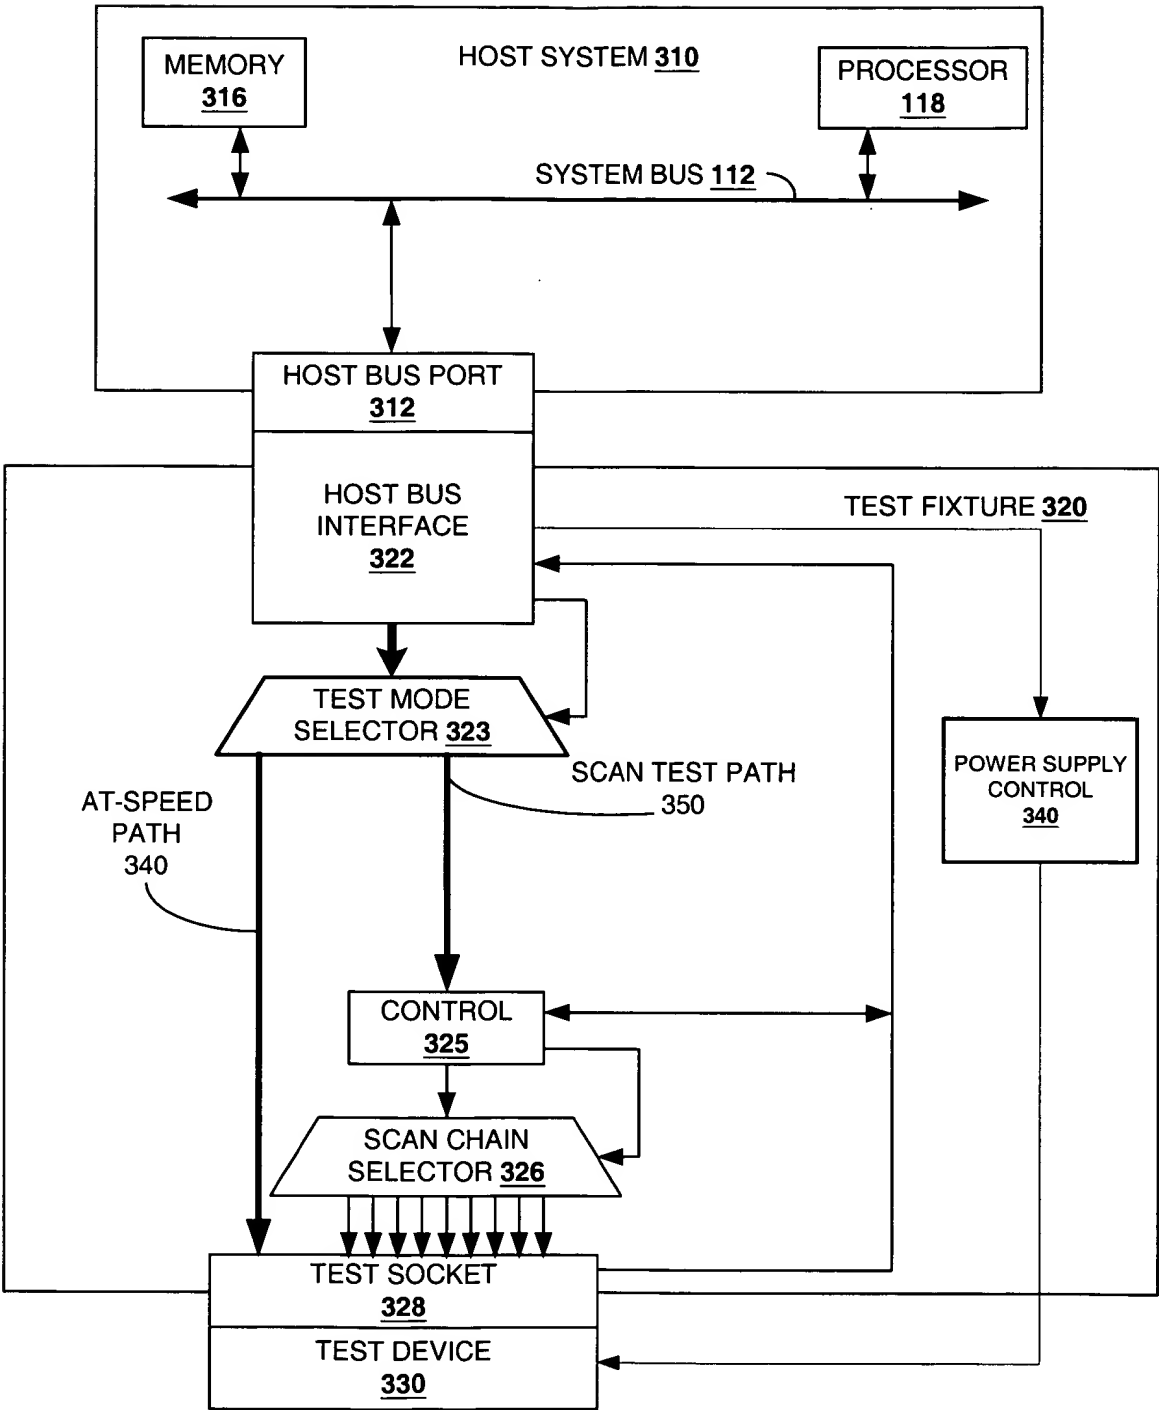 MEMORY
316
HOST SYSTEM 310
PROCESSOR
118
SYSTEM BUS 112
HOST BUS PORT
312
HOST BUS
INTERFACE
322
TEST FIXTURE 320
TEST MODE
SELECTOR 323
SCAN TEST PATH
350
AT-SPEED
PATH
340
POWER SUPPLY
CONTROL
340
CONTROL
325
SCAN CHAIN
SELECTOR 326
TEST SOCKET
328
TEST DEVICE
330